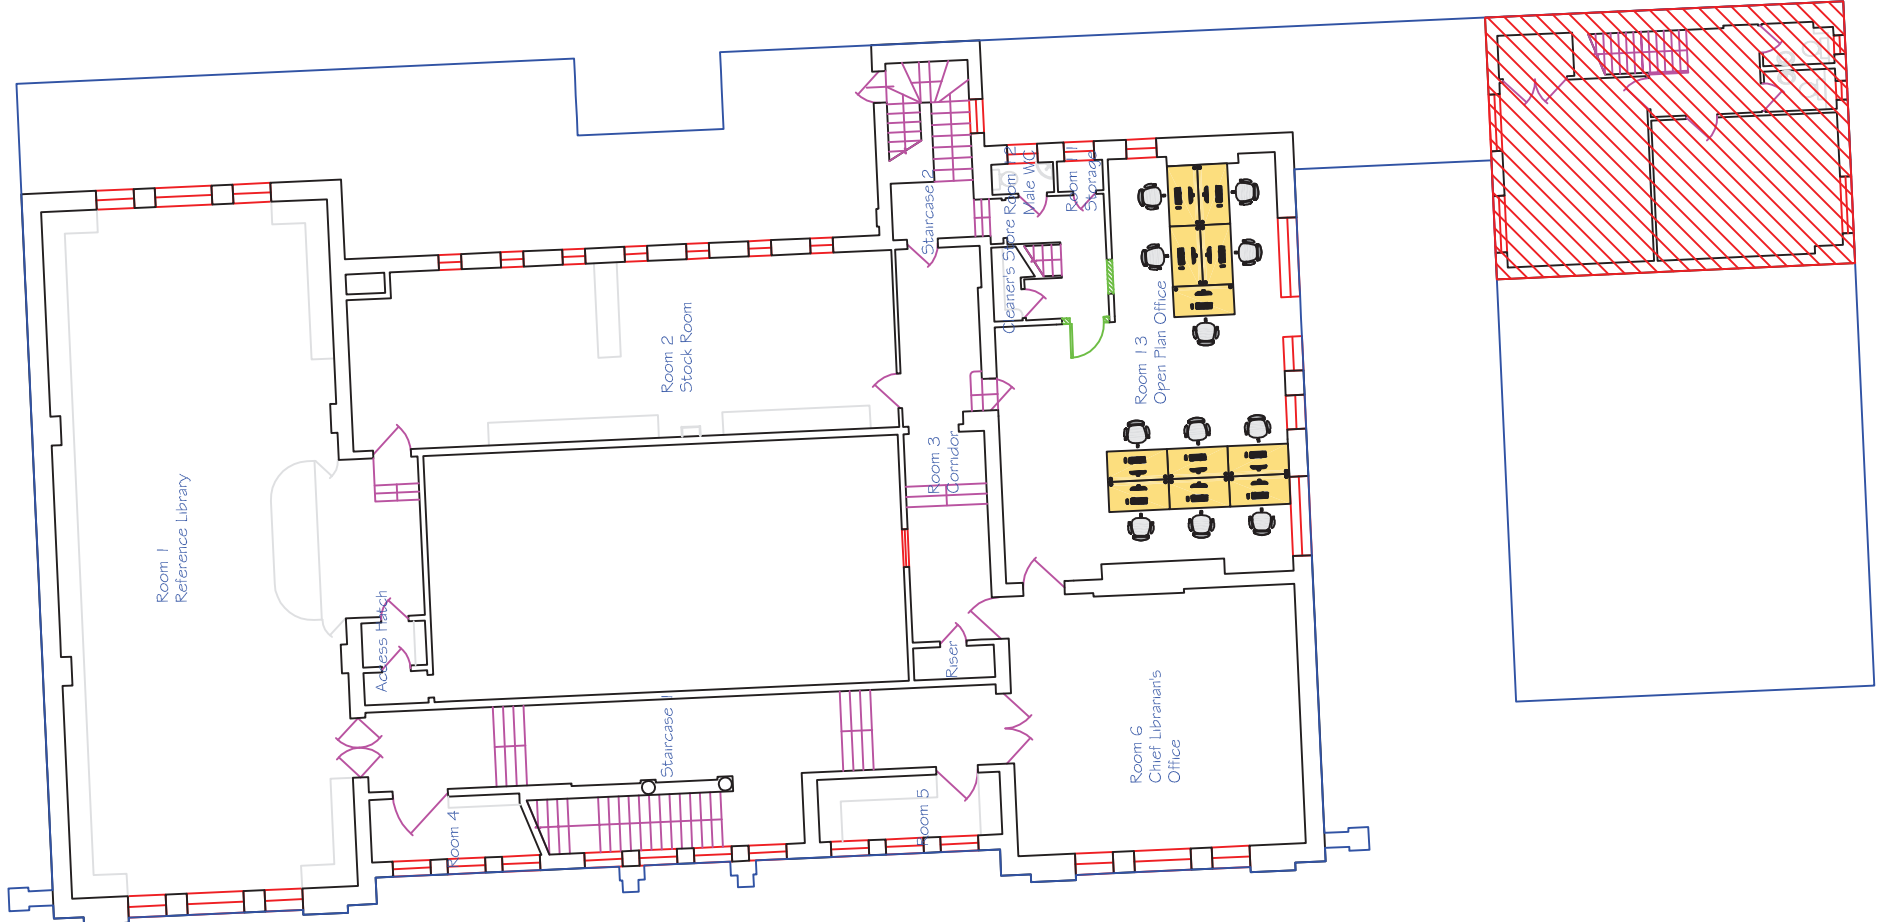 Room 1
Reference Library
Access Hatch
Room 2
Stock Room
Room 3
Corridor
Staircase 2
Cleaner's Store Room 12
Male WC
Room 11
Storage
Room 13
Open Plan Office
Riser
Staircase 1
Room 4
Room 5
Room 6
Chief Librarian's
Office